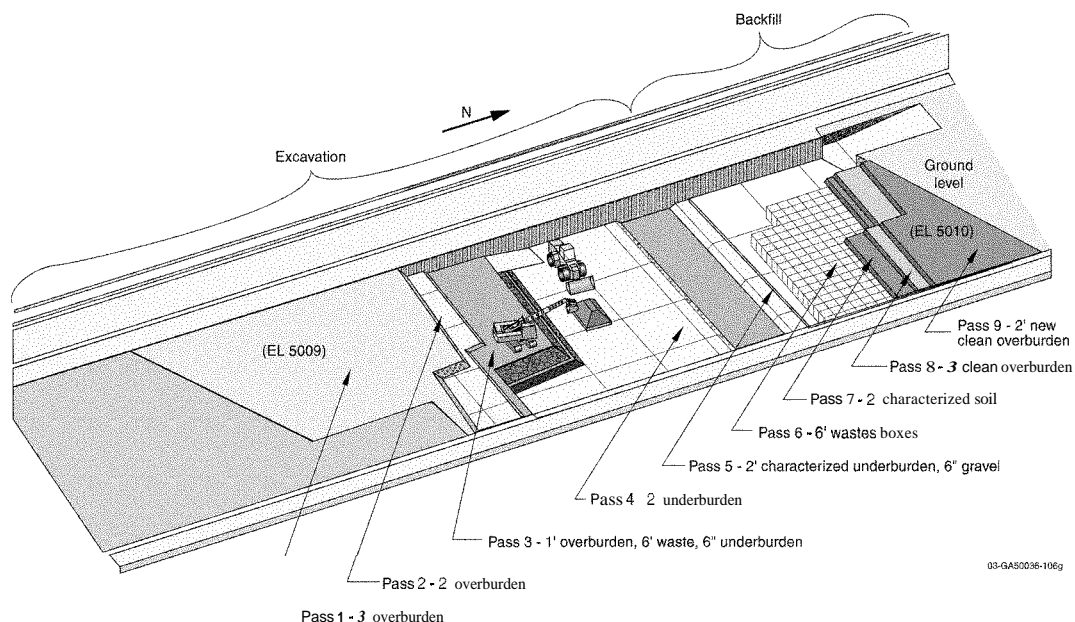 Backfill
N
Excavation
Ground
level
(EL 5010)
(EL 5009)
Pass 9 - 2' new
clean overburden
Pass 8 - 3 clean overburden
Pass 7 - 2 characterized soil
Pass 6 - 6' wastes boxes
Pass 5 - 2' characterized underburden, 6" gravel
Pass 4 2 underburden
Pass 3 - 1' overburden, 6' waste, 6" underburden
03-GA50036-106g
Pass 2 - 2 overburden
Pass 1 - 3 overburden